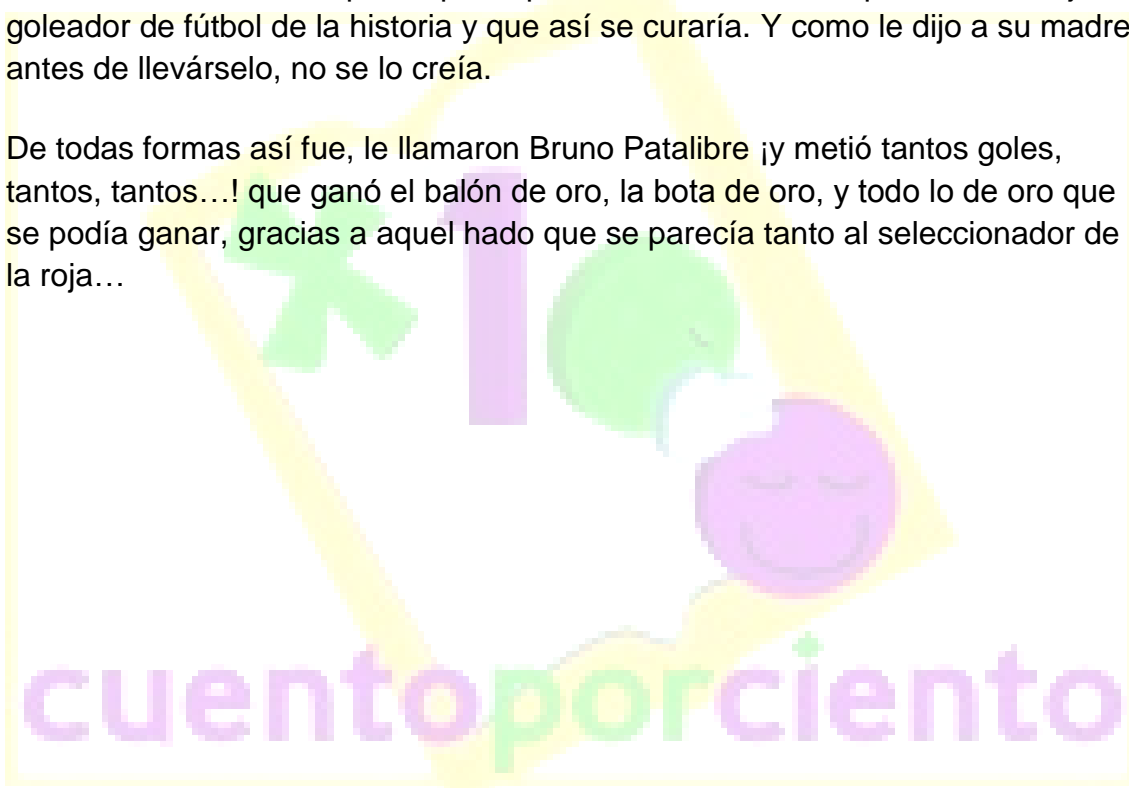 goleador de fútbol de la historia y que así se curaría. Y como le dijo a su madre
antes de llevárselo, no se lo creía.
De todas formas así fue, le llamaron Bruno Patalibre ¡y metió tantos goles,
tantos, tantos…! que ganó el balón de oro, la bota de oro, y todo lo de oro que
se podía ganar, gracias a aquel hado que se parecía tanto al seleccionador de
la roja…
cuentoporciento